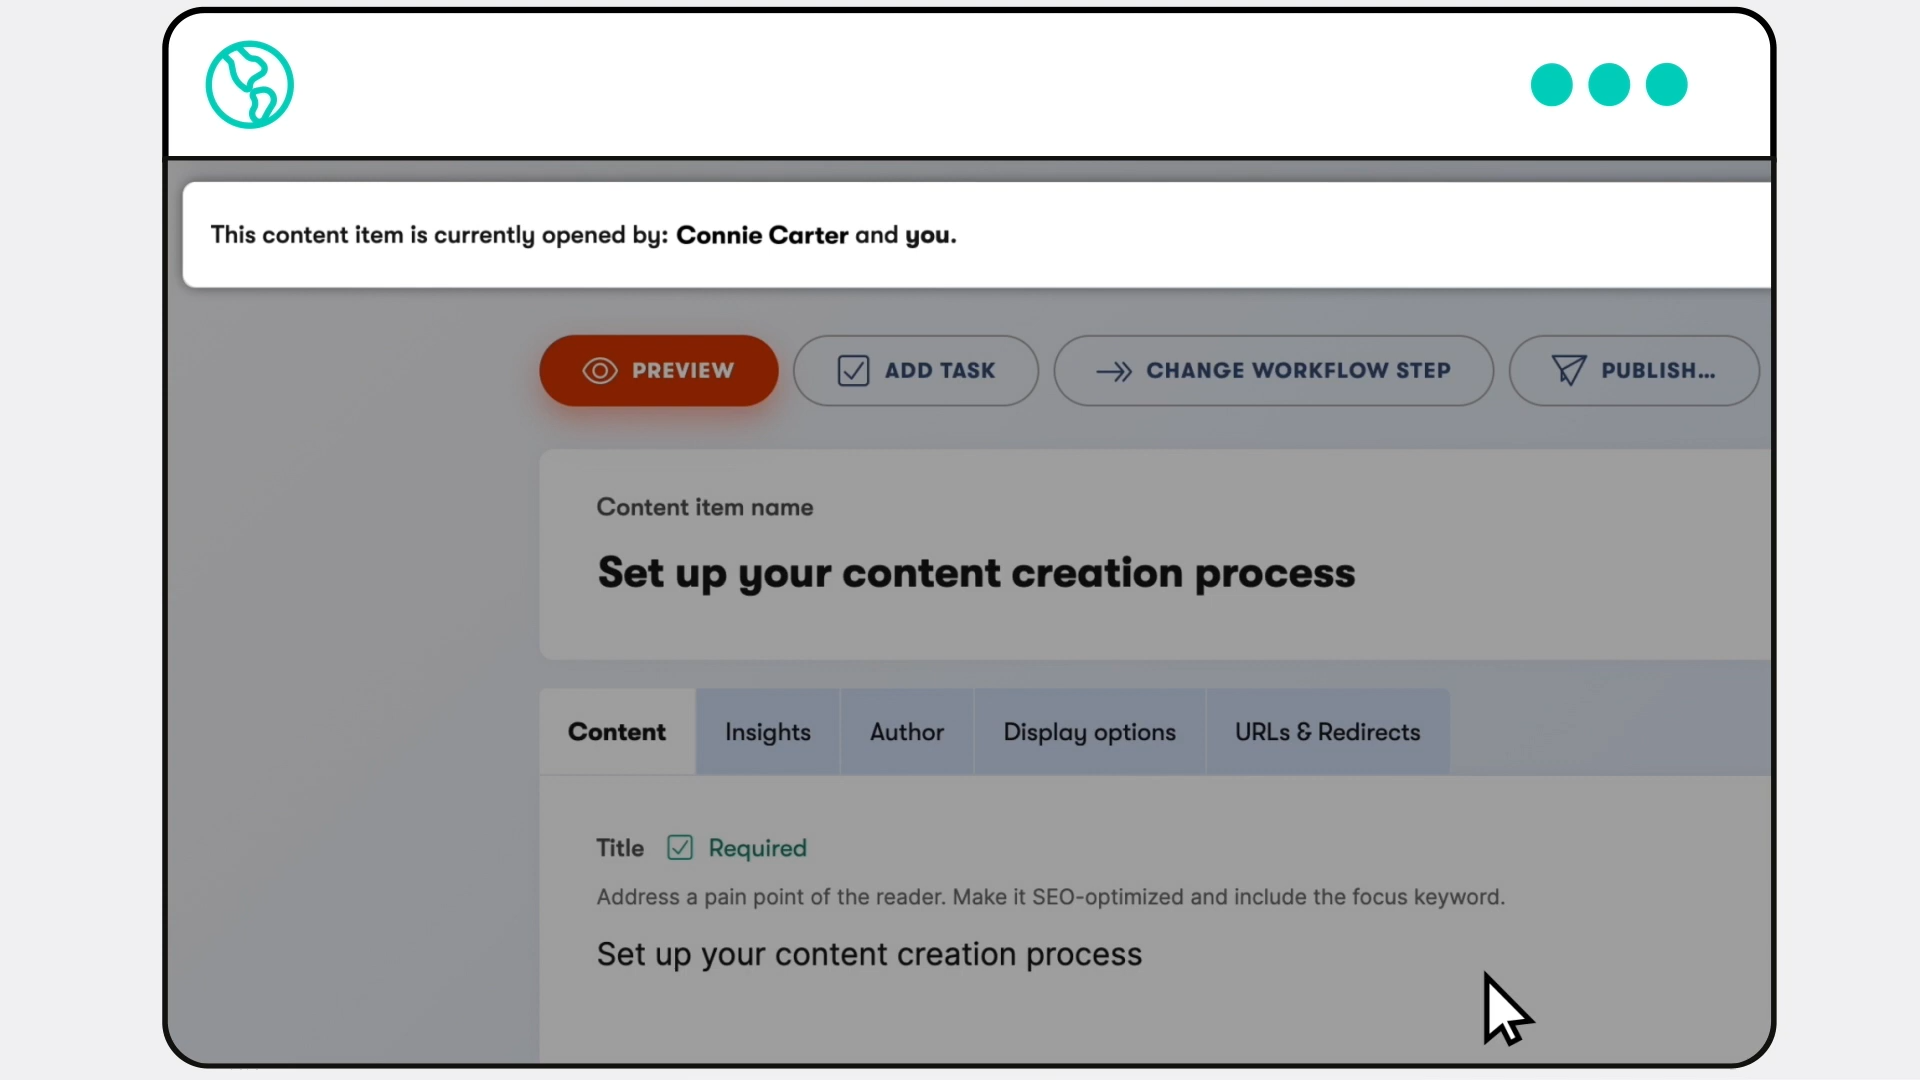 This content item is currently opened by: Connie Carter and you.
PREVIEW
ADD TASK
CHANGE WORKFLOW STEP
PUBLISH...
Content item name
Set up your content creation process
Content
Insights
Author
Display options
URLs & Redirects
Title
Required
Address a pain point of the reader. Make it SEO-optimized and include the focus keyword.
Set up your content creation process